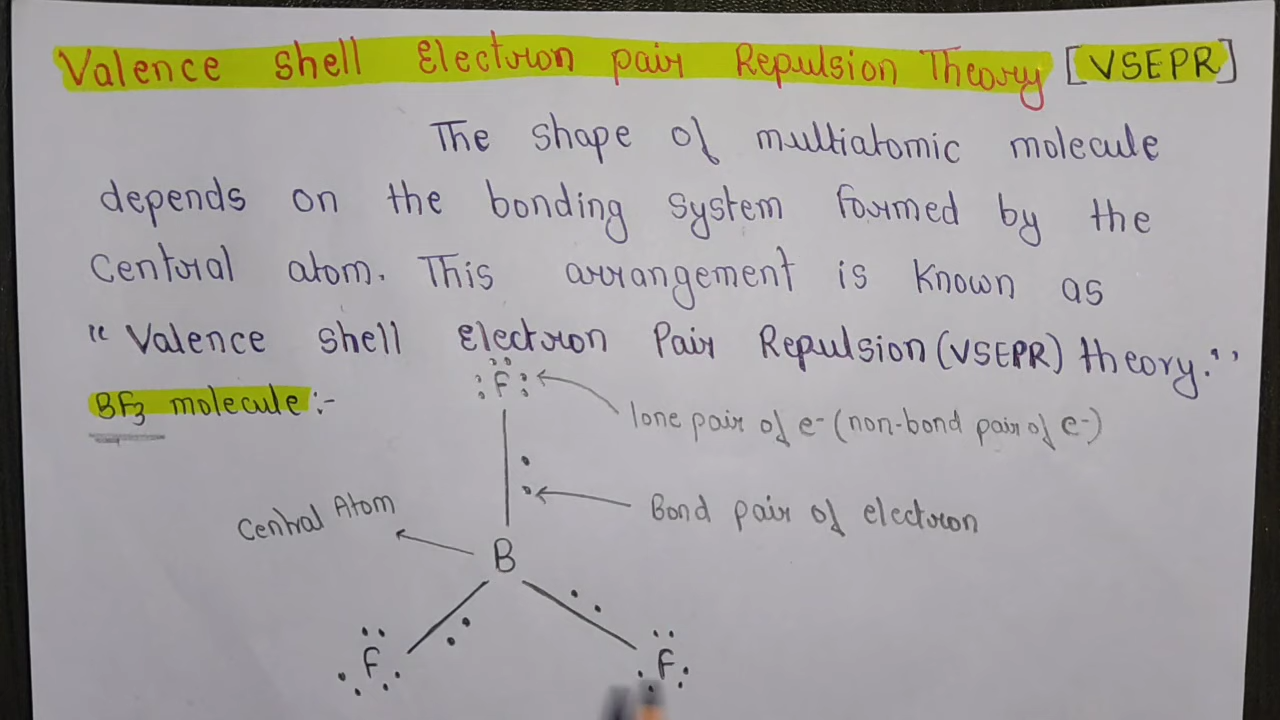 Valence shell Electron pair Repulsion Theory [VSEPR]
The shape of multiatomic molecule
depends on the bonding system formed by the
Central atom. This arrangement is known as
"Valence shell Electron Pair Repulsion (VSEPR) theory."
BF3 molecule:-
F
lone pair of e- (non-bond pair of e-)
Bond pair of electron
Central Atom
B
F
F